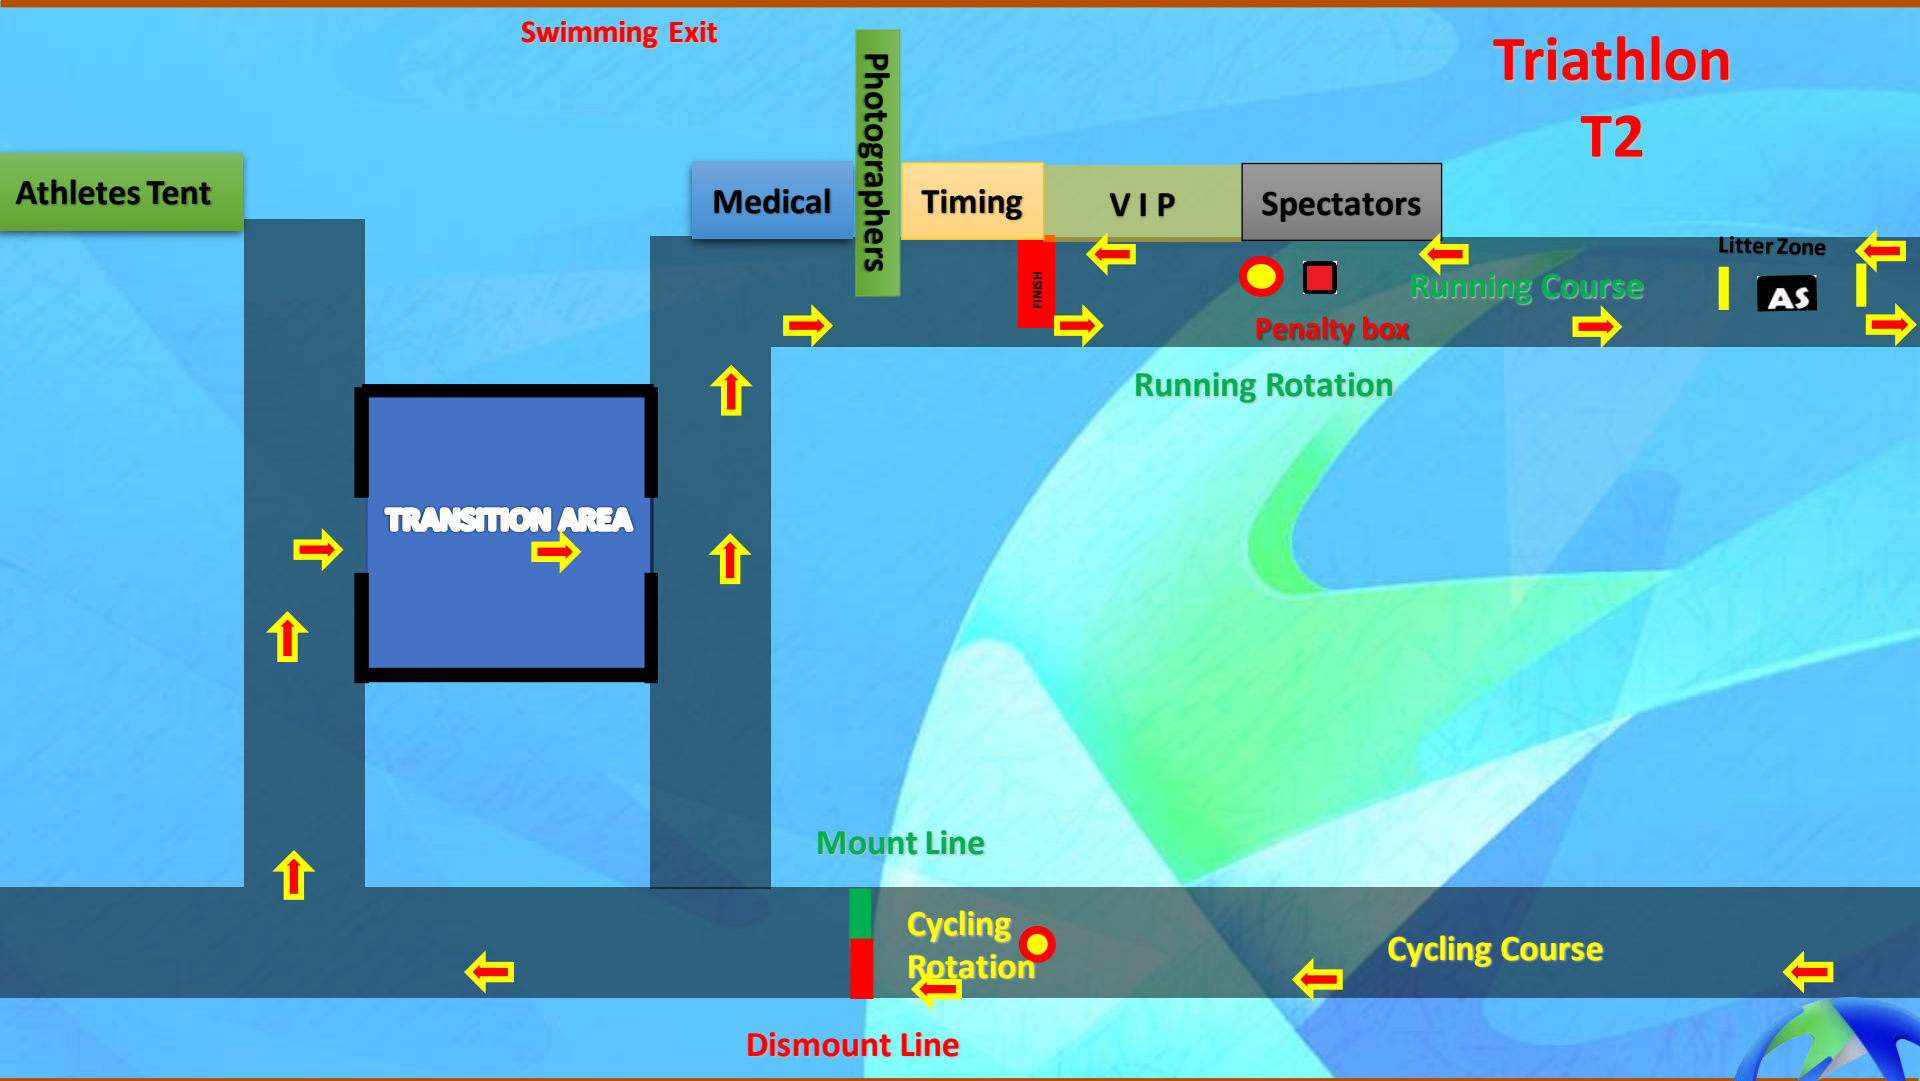 Swimming Exit
Triathlon
T2
Photographers
Athletes Tent
Medical
Timing
V I P
Spectators
Litter Zone
FINISH
Running Course
AS
Penalty box
Running Rotation
TRANSITION AREA
Mount Line
Cycling
Rotation
Cycling Course
Dismount Line